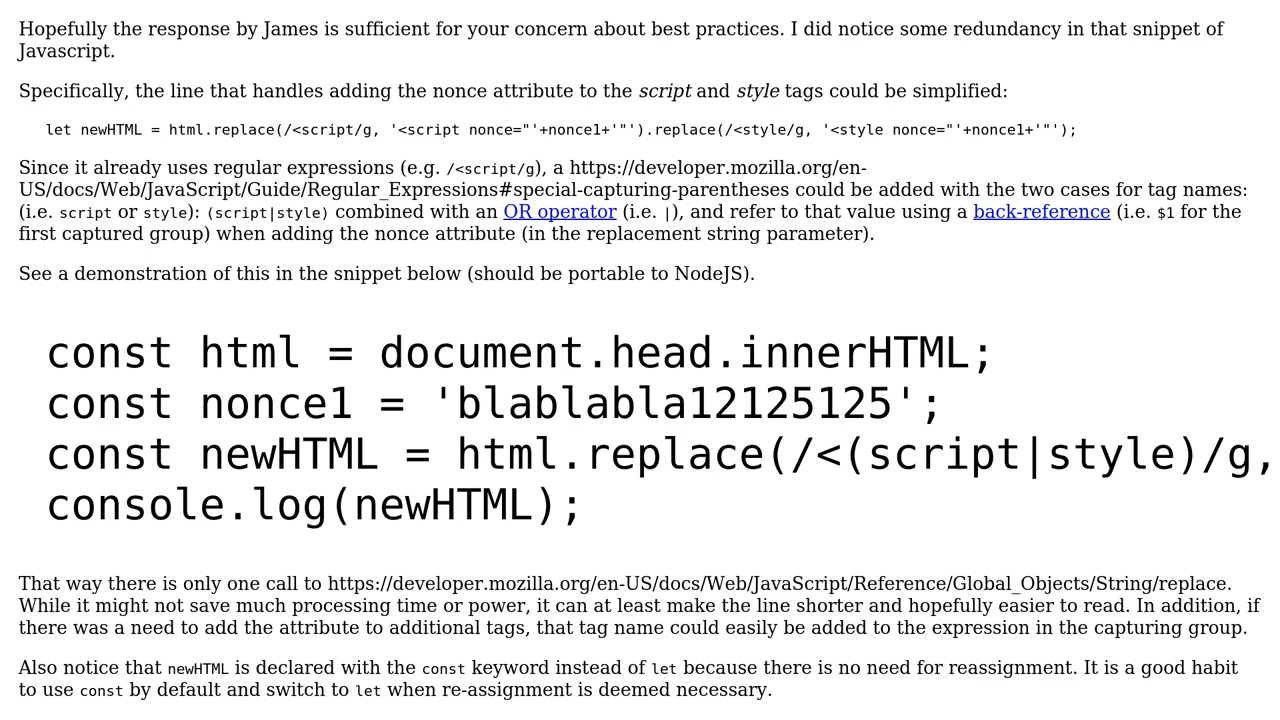 Hopefully the response by James is sufficient for your concern about best practices. I did notice some redundancy in that snippet of
Javascript.
Specifically, the line that handles adding the nonce attribute to the script and style tags could be simplified:
let newHTML = html.replace(/<script/g, '<script nonce="'+nonce1+'"').replace(/<style/g, '<style nonce="'+nonce1+'"');
Since it already uses regular expressions (e.g. /<script/g), a https://developer.mozilla.org/en-
US/docs/Web/JavaScript/Guide/Regular_Expressions#special-capturing-parentheses could be added with the two cases for tag names:
(i.e. script or style): (script|style) combined with an OR operator (i.e. |), and refer to that value using a back-reference (i.e. $1 for the
first captured group) when adding the nonce attribute (in the replacement string parameter).
See a demonstration of this in the snippet below (should be portable to NodeJS).
const html = document.head.innerHTML;
const nonce1 = 'blablabla12125125';
const newHTML = html.replace(/<(script|style)/g,
console.log(newHTML);
That way there is only one call to https://developer.mozilla.org/en-US/docs/Web/JavaScript/Reference/Global_Objects/String/replace.
While it might not save much processing time or power, it can at least make the line shorter and hopefully easier to read. In addition, if
there was a need to add the attribute to additional tags, that tag name could easily be added to the expression in the capturing group.
Also notice that newHTML is declared with the const keyword instead of let because there is no need for reassignment. It is a good habit
to use const by default and switch to let when re-assignment is deemed necessary.